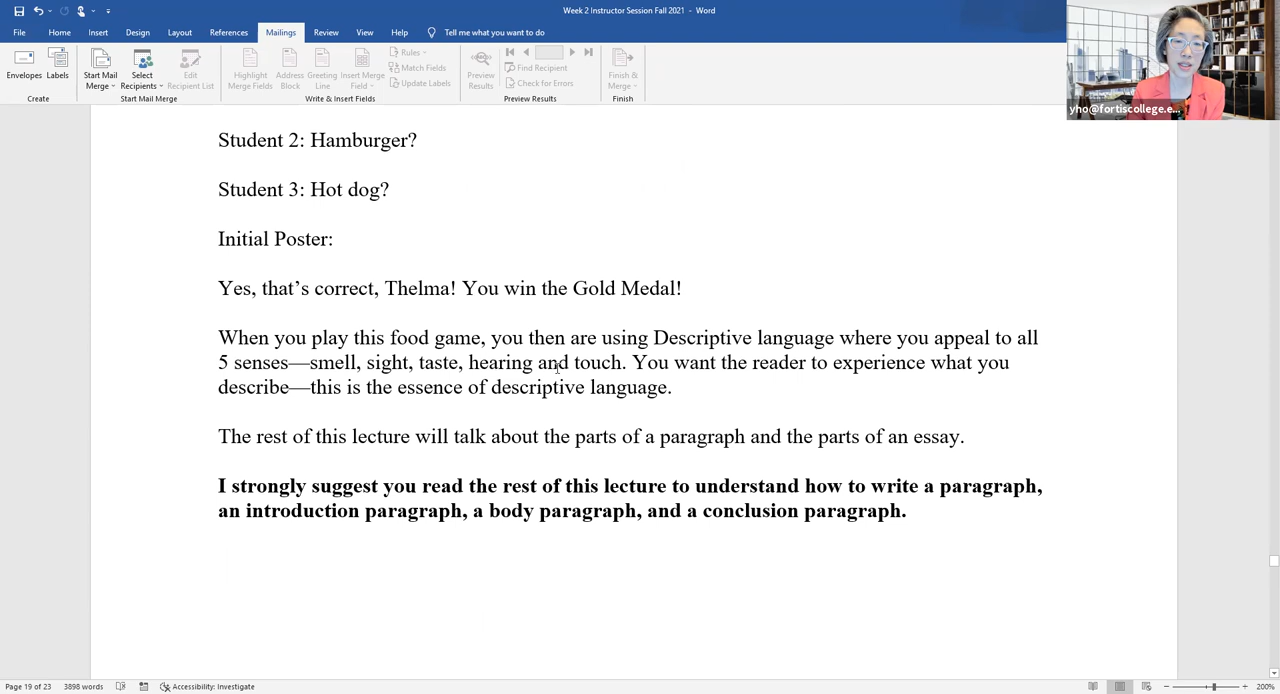 Week 2 Instructor Session Fall 2021 - Word
File Home Insert Design Layout References Mailings Review View Help Tell me what you want to do
Envelopes
Labels
Create
Start Mail Merge
Select Recipients
Edit Recipient List
Start Mail Merge
Highlight Merge Fields
Address Block
Greeting Line
Insert Merge Field
Rules
Match Fields
Update Labels
Write & Insert Fields
Preview Results
Find Recipient
Check for Errors
Preview Results
Finish & Merge
Finish
yho@fortiscollege.e...
Student 2: Hamburger?
Student 3: Hot dog?
Initial Poster:
Yes, that’s correct, Thelma! You win the Gold Medal!
When you play this food game, you then are using Descriptive language where you appeal to all
5 senses—smell, sight, taste, hearing and touch. You want the reader to experience what you
describe—this is the essence of descriptive language.
The rest of this lecture will talk about the parts of a paragraph and the parts of an essay.
I strongly suggest you read the rest of this lecture to understand how to write a paragraph,
an introduction paragraph, a body paragraph, and a conclusion paragraph.
Page 19 of 23 3898 words Accessibility: Investigate 200%